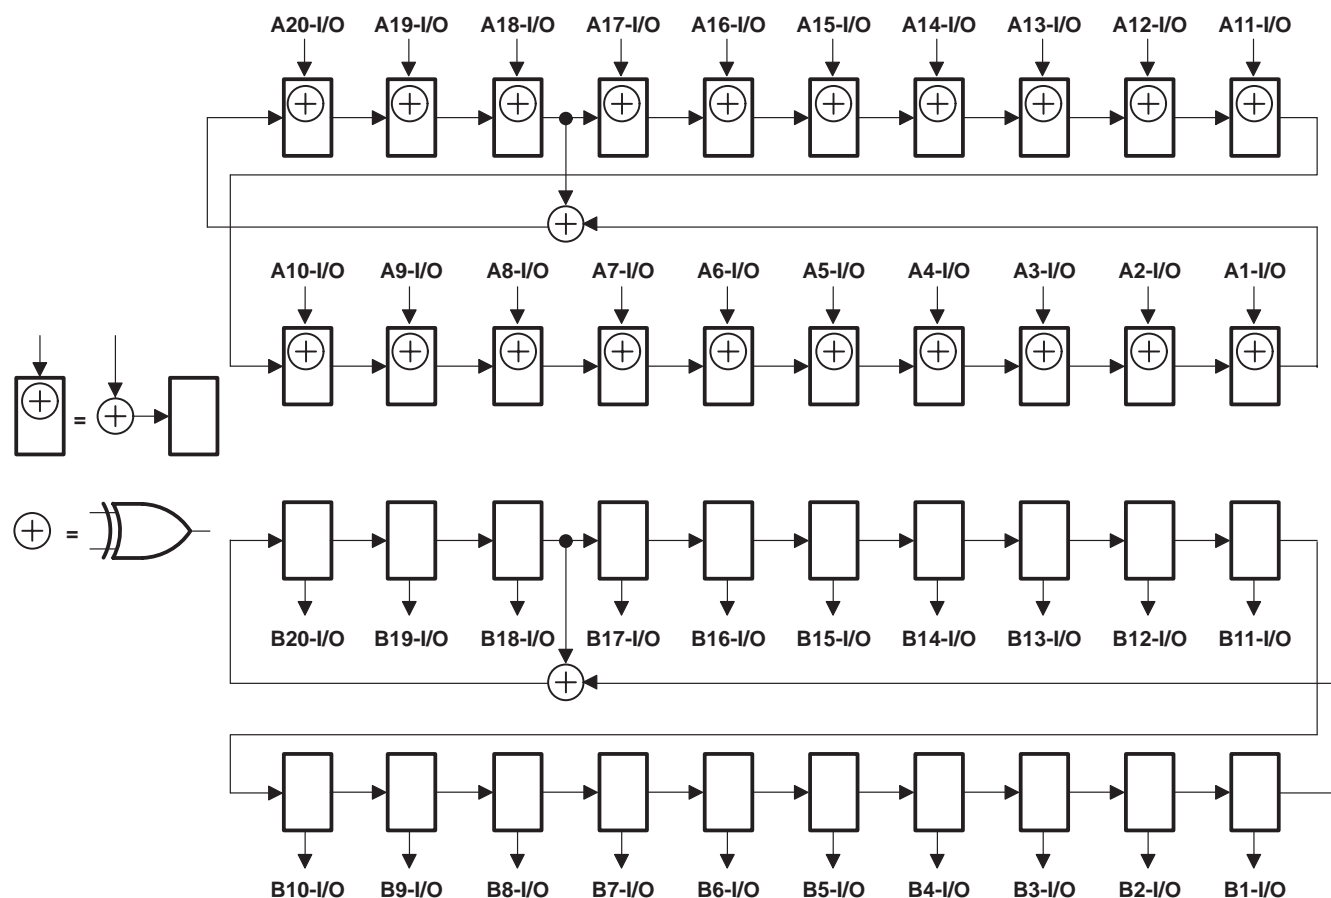 A20-I/O A19-I/O A18-I/O A17-I/O A16-I/O A15-I/O A14-I/O A13-I/O A12-I/O A11-I/O
A10-I/O A9-I/O A8-I/O A7-I/O A6-I/O A5-I/O A4-I/O A3-I/O A2-I/O A1-I/O
=
=
B20-I/O B19-I/O B18-I/O B17-I/O B16-I/O B15-I/O B14-I/O B13-I/O B12-I/O B11-I/O
B10-I/O B9-I/O B8-I/O B7-I/O B6-I/O B5-I/O B4-I/O B3-I/O B2-I/O B1-I/O